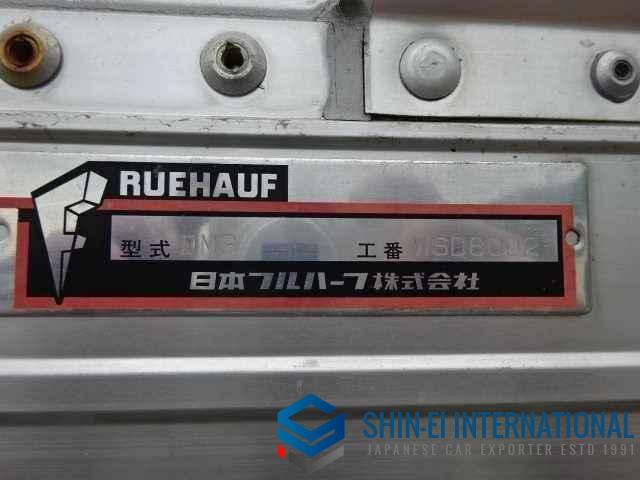 RUEHAUF
型式 工番
日本フルハーフ株式会社
SHIN-EI INTERNATIONAL
JAPANESE CAR EXPORTER ESTD 1991